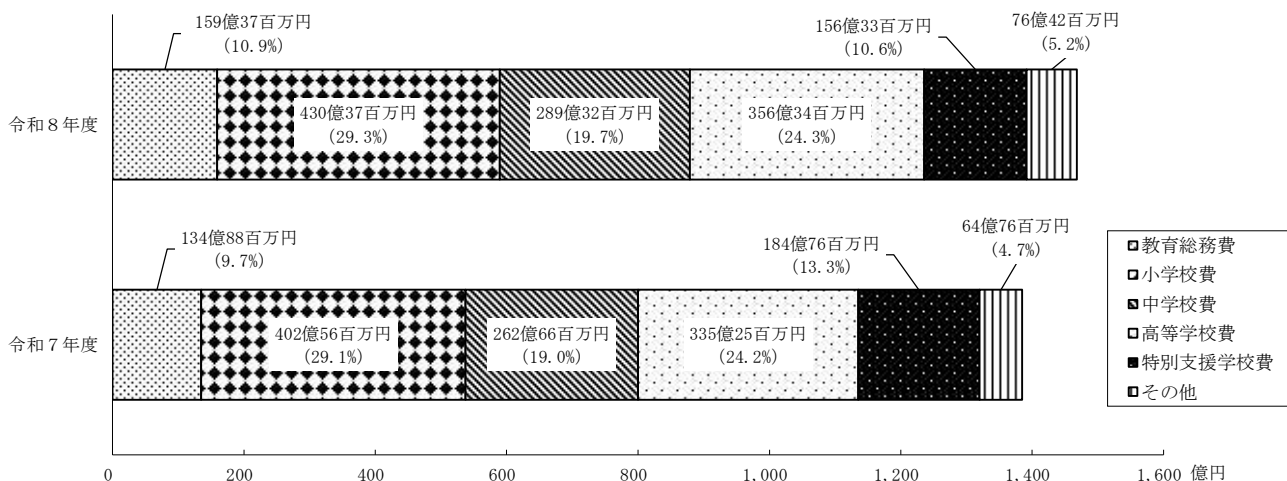 159億37百万円
(10.9%)
156億33百万円
(10.6%)
76億42百万円
(5.2%)
令和８年度
430億37百万円
(29.3%)
289億32百万円
(19.7%)
356億34百万円
(24.3%)
134億88百万円
(9.7%)
184億76百万円
(13.3%)
64億76百万円
(4.7%)
令和７年度
402億56百万円
(29.1%)
262億66百万円
(19.0%)
335億25百万円
(24.2%)
教育総務費
小学校費
中学校費
高等学校費
特別支援学校費
その他
0 200 400 600 800 1,000 1,200 1,400 1,600 億円